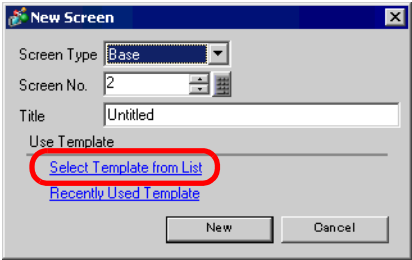 New Screen
Screen Type Base
Screen No. 2
Title Untitled
Use Template
Select Template from List
Recently Used Template
New Cancel